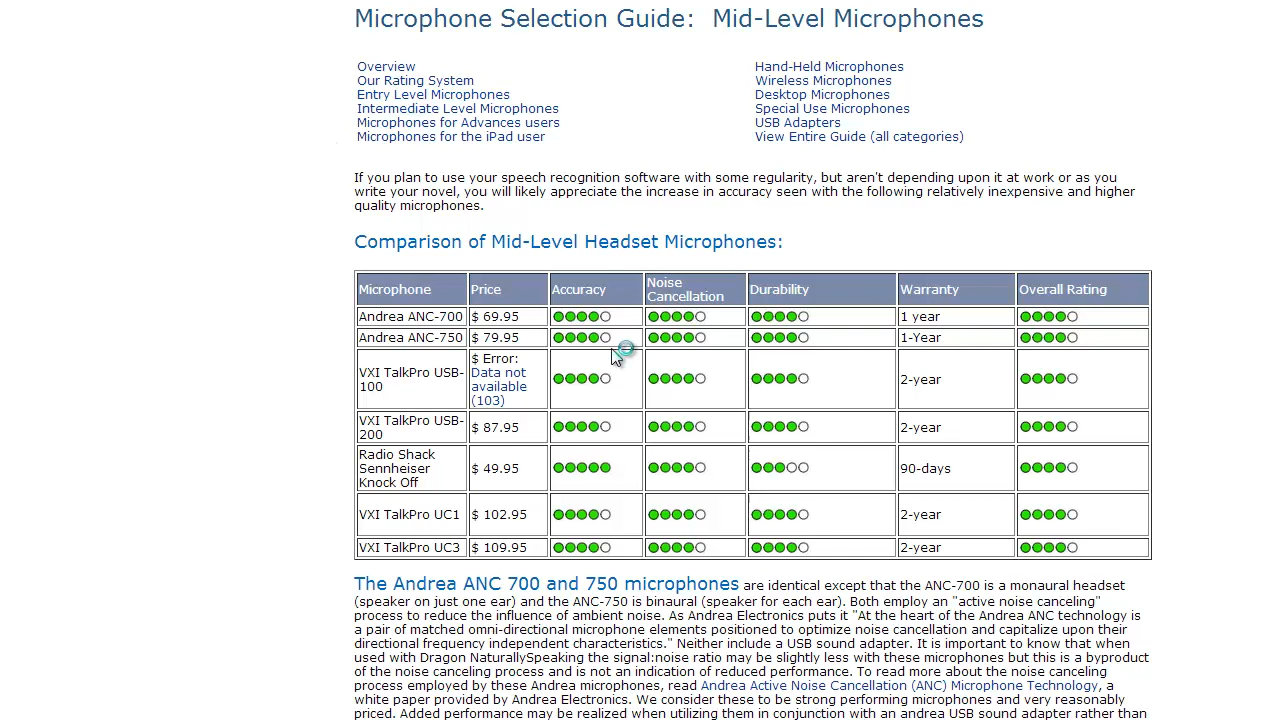 Microphone Selection Guide:  Mid-Level Microphones
Overview
Our Rating System
Entry Level Microphones
Intermediate Level Microphones
Microphones for Advances users
Microphones for the iPad user
Hand-Held Microphones
Wireless Microphones
Desktop Microphones
Special Use Microphones
USB Adapters
View Entire Guide (all categories)
If you plan to use your speech recognition software with some regularity, but aren't depending upon it at work or as you
write your novel, you will likely appreciate the increase in accuracy seen with the following relatively inexpensive and higher
quality microphones.
Comparison of Mid-Level Headset Microphones:
Microphone Price Accuracy Noise Cancellation Durability Warranty Overall Rating
Andrea ANC-700 $ 69.95 1 year
Andrea ANC-750 $ 79.95 1-Year
VXI TalkPro USB-100 $ Error: Data not available (103) 2-year
VXI TalkPro USB-200 $ 87.95 2-year
Radio Shack Sennheiser Knock Off $ 49.95 90-days
VXI TalkPro UC1 $ 102.95 2-year
VXI TalkPro UC3 $ 109.95 2-year
The Andrea ANC 700 and 750 microphones are identical except that the ANC-700 is a monaural headset
(speaker on just one ear) and the ANC-750 is binaural (speaker for each ear). Both employ an "active noise canceling"
process to reduce the influence of ambient noise. As Andrea Electronics puts it "At the heart of the Andrea ANC technology is
a pair of matched omni-directional microphone elements positioned to optimize noise cancellation and capitalize upon their
directional frequency independent characteristics." Neither include a USB sound adapter. It is important to know that when
used with Dragon NaturallySpeaking the signal:noise ratio may be slightly less with these microphones but this is a byproduct
of the noise canceling process and is not an indication of reduced performance. To read more about the noise canceling
process employed by these Andrea microphones, read Andrea Active Noise Cancellation (ANC) Microphone Technology, a
white paper provided by Andrea Electronics. We consider these to be strong performing microphones and very reasonably
priced. Added performance may be realized when utilizing them in conjunction with an andrea USB sound adapter rather than